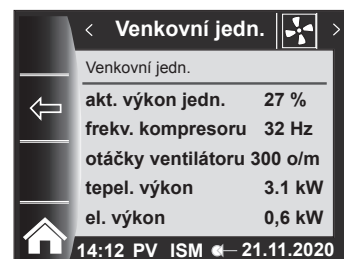 < Venkovní jedn. >
Venkovní jedn.
akt. výkon jedn. 27 %
frekv. kompresoru 32 Hz
otáčky ventilátoru 300 o/m
tepel. výkon 3.1 kW
el. výkon 0,6 kW
14:12 PV ISM 21.11.2020